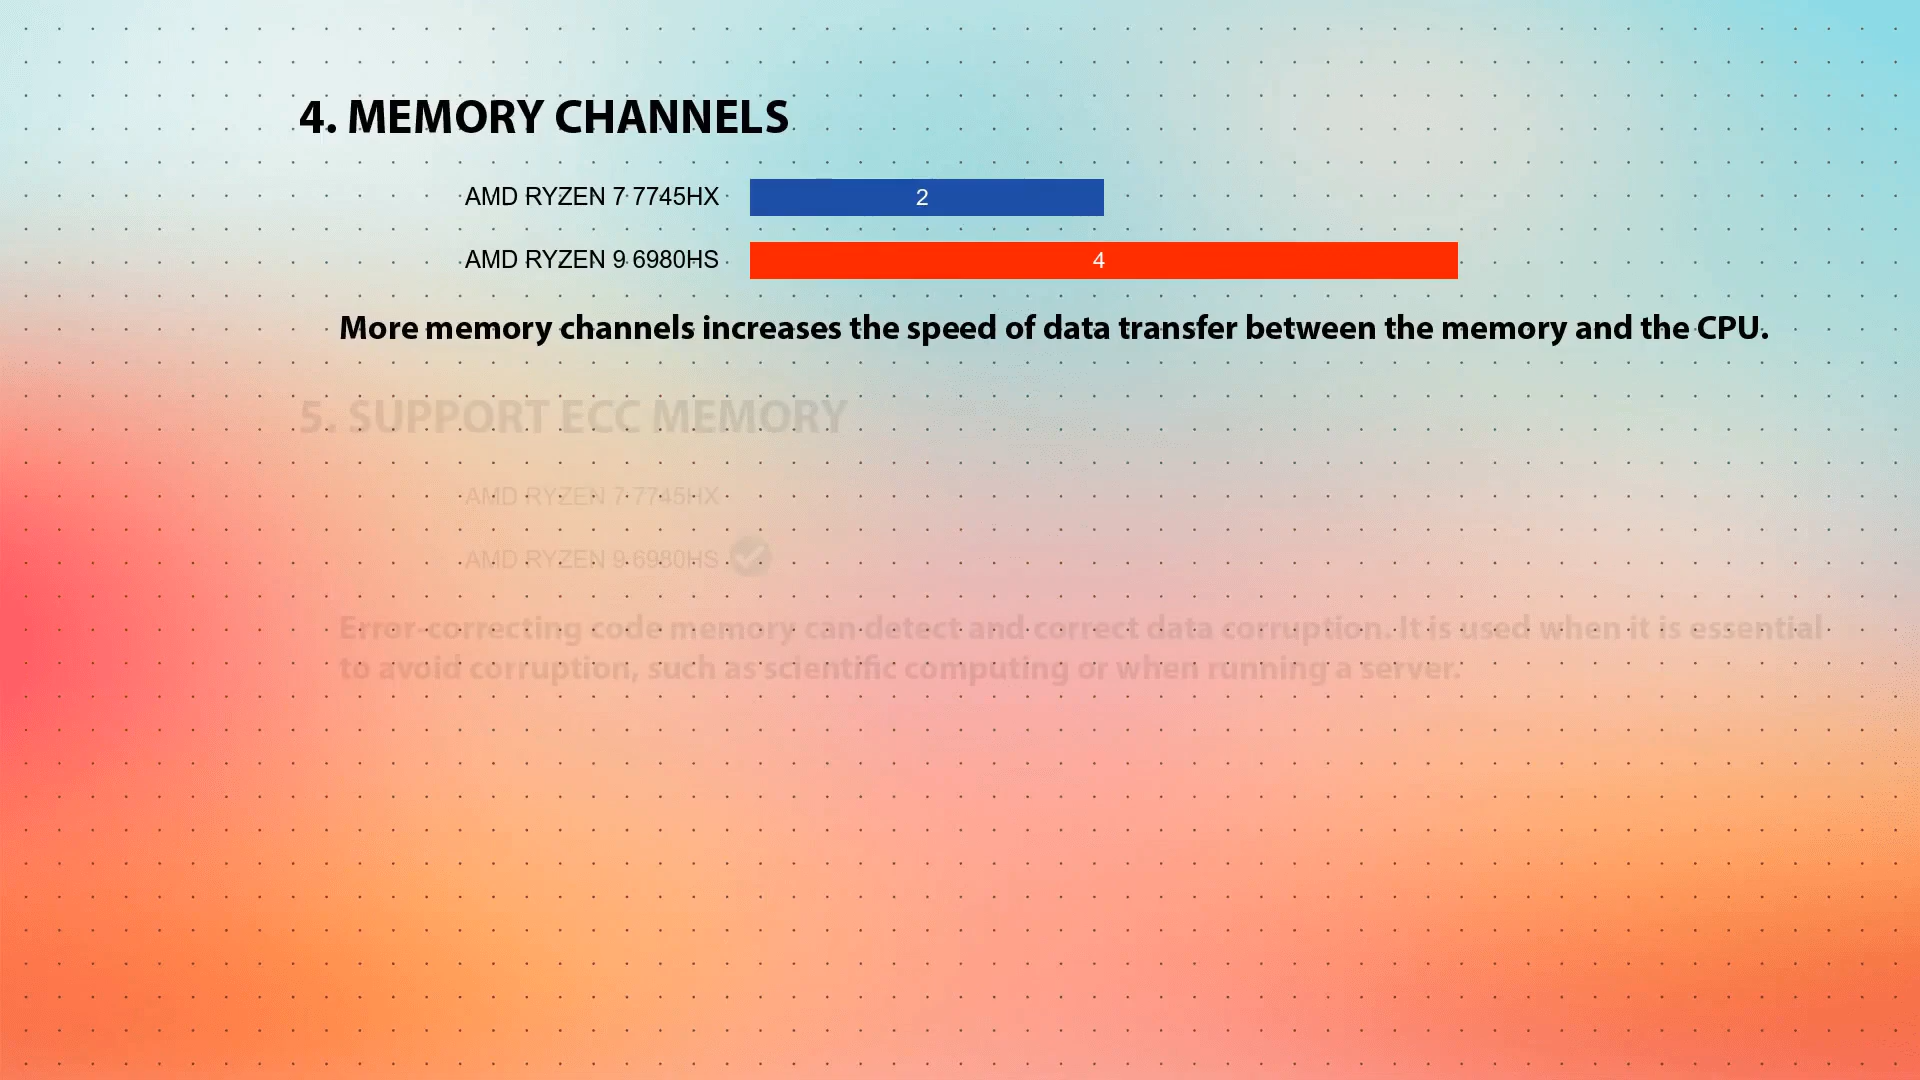 4. MEMORY CHANNELS
AMD RYZEN 7 7745HX
2
AMD RYZEN 9 6980HS
4
More memory channels increases the speed of data transfer between the memory and the CPU.
5. SUPPORT ECC MEMORY
AMD RYZEN 7 7745HX
AMD RYZEN 9 6980HS
Error-correcting code memory can detect and correct data corruption. It is used when it is essential
to avoid corruption, such as scientific computing or when running a server.